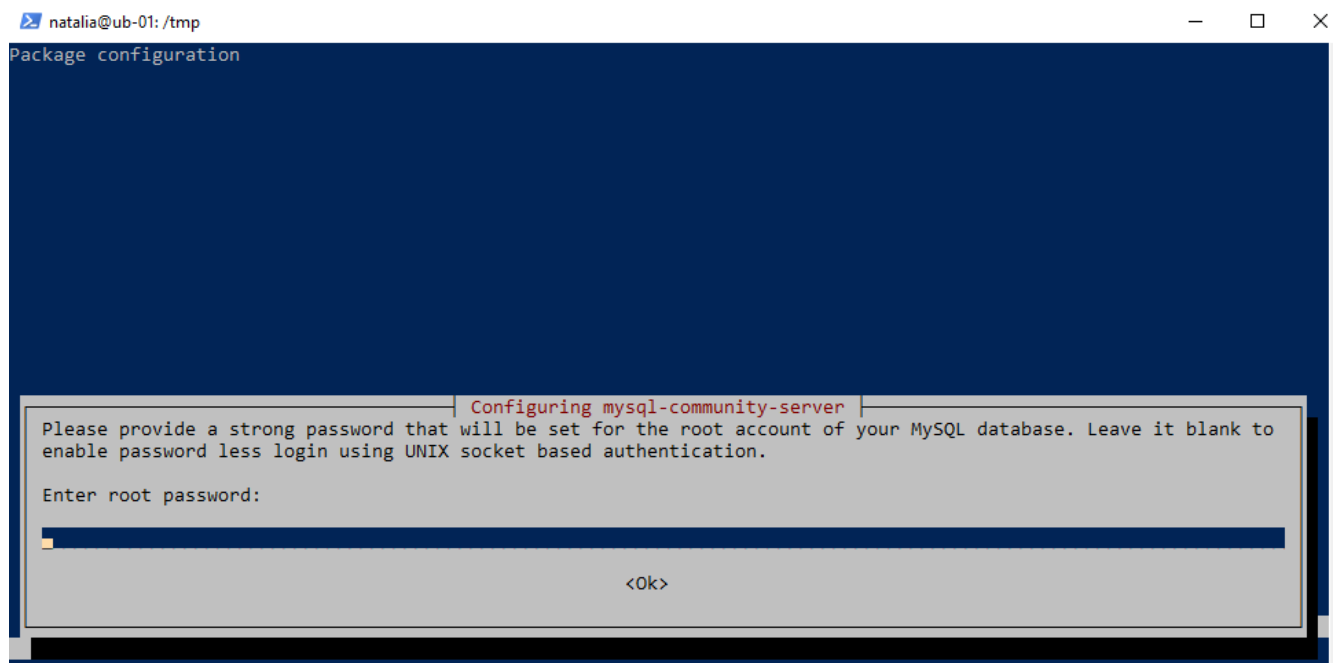 natalia@ub-01: /tmp
Package configuration
Configuring mysql-community-server
Please provide a strong password that will be set for the root account of your MySQL database. Leave it blank to
enable password less login using UNIX socket based authentication.
Enter root password:
<Ok>